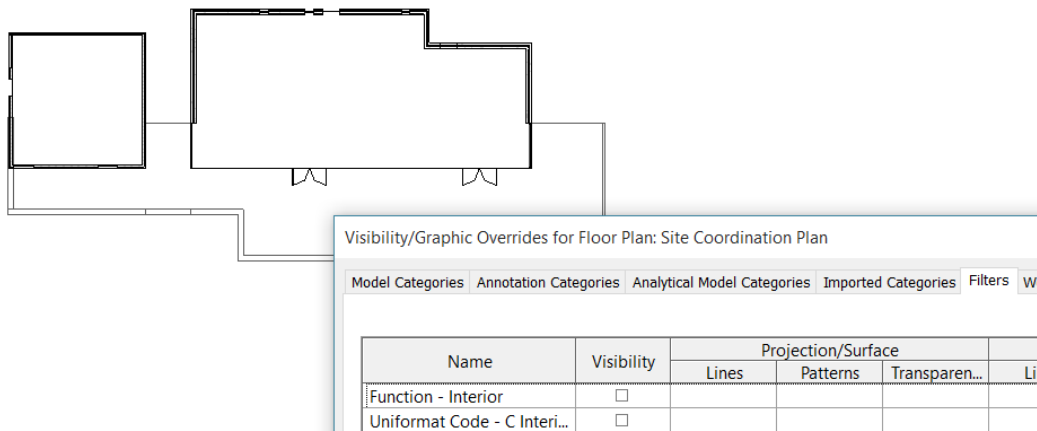 Visibility/Graphic Overrides for Floor Plan: Site Coordination Plan
Model Categories Annotation Categories Analytical Model Categories Imported Categories Filters W
Name Visibility Projection/Surface
Lines Patterns Transparen... Li
Function - Interior
Uniformat Code - C Interi...